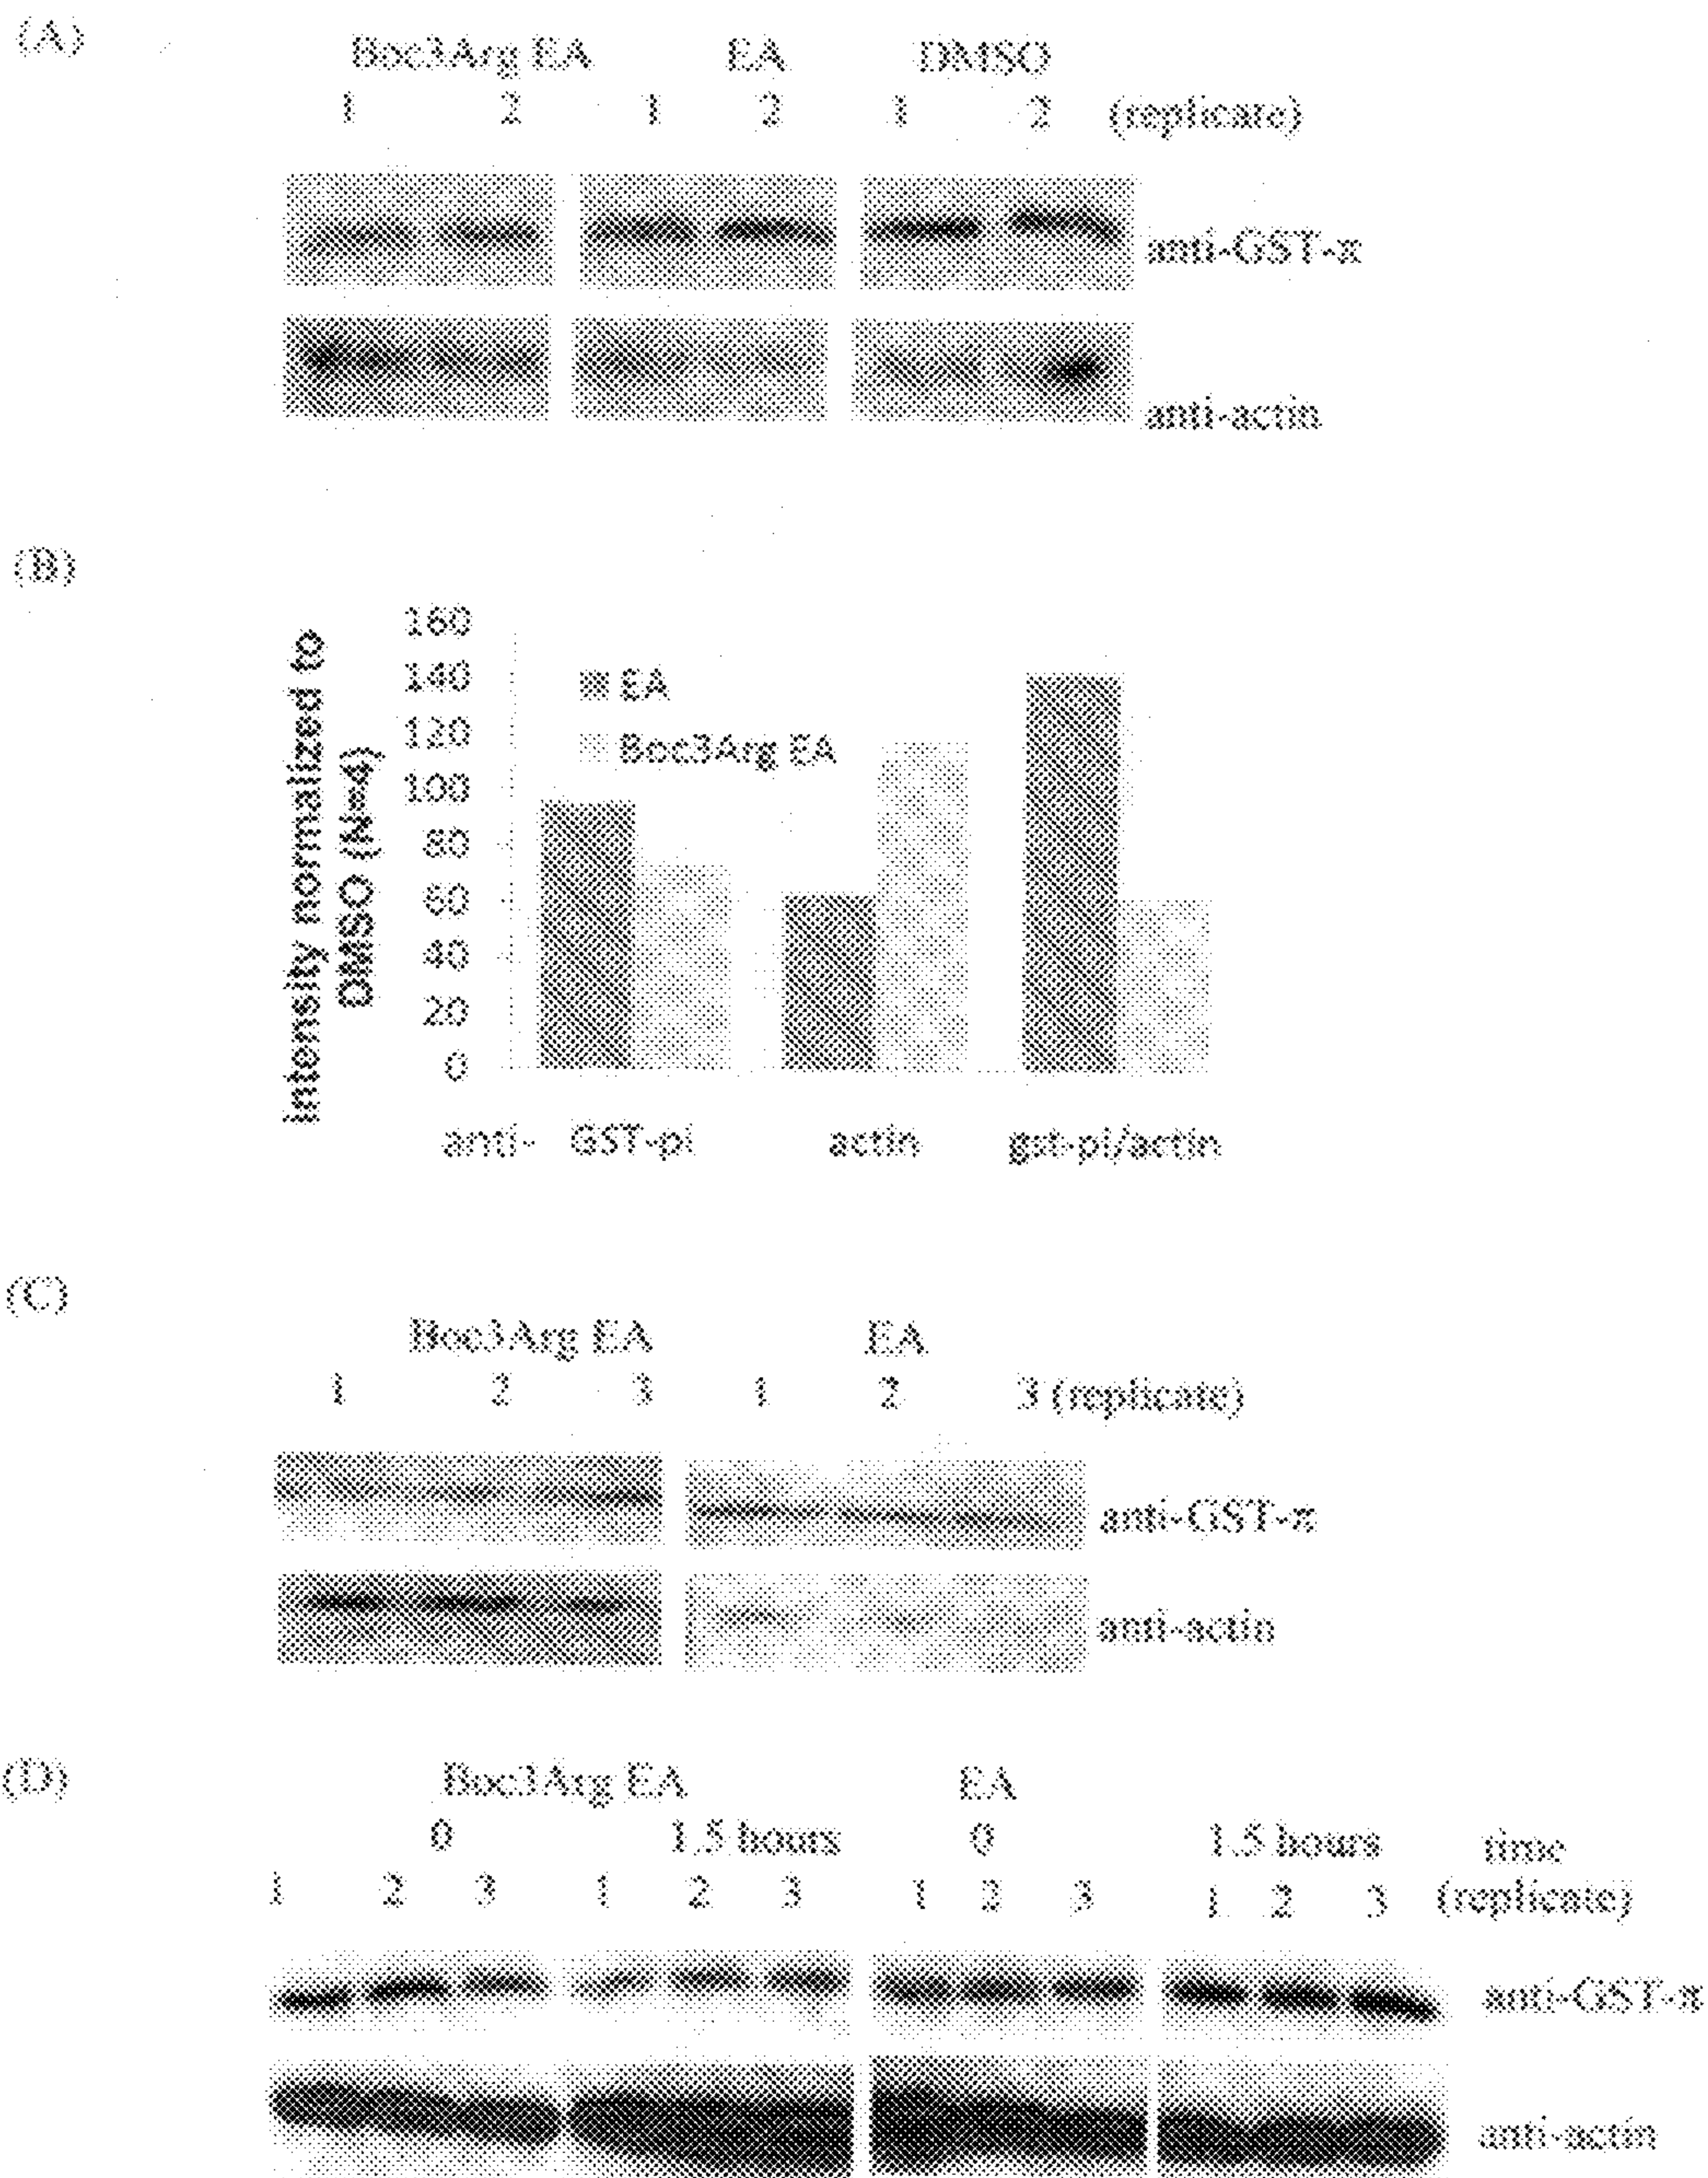 (A)
Boc3Arg EA EA DMSO
1 2 1 2 1 2 (replicate)
anti-GST-π
anti-actin
(B)
Intensity normalized to
DMSO (N=4)
160
140
120
100
80
60
40
20
0
EA
Boc3Arg EA
anti- GST-pi actin gst-pi/actin
(C)
Boc3Arg EA EA
1 2 3 1 2 3 (replicate)
anti-GST-π
anti-actin
(D)
Boc3Arg EA EA
0 1.5 hours 0 1.5 hours time
1 2 3 1 2 3 1 2 3 1 2 3 (replicate)
anti-GST-π
anti-actin